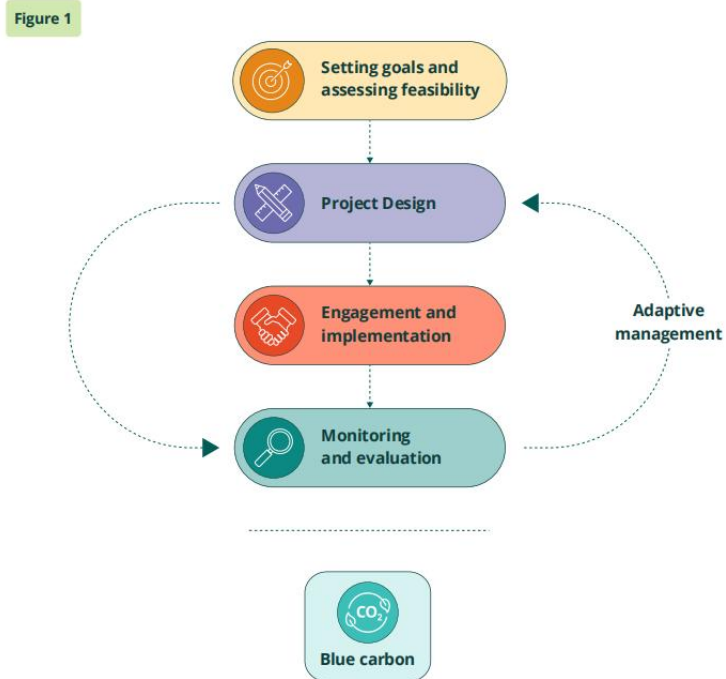 Figure 1
Setting goals and
assessing feasibility
Project Design
Engagement and
implementation
Adaptive
management
Monitoring
and evaluation
CO₂
Blue carbon